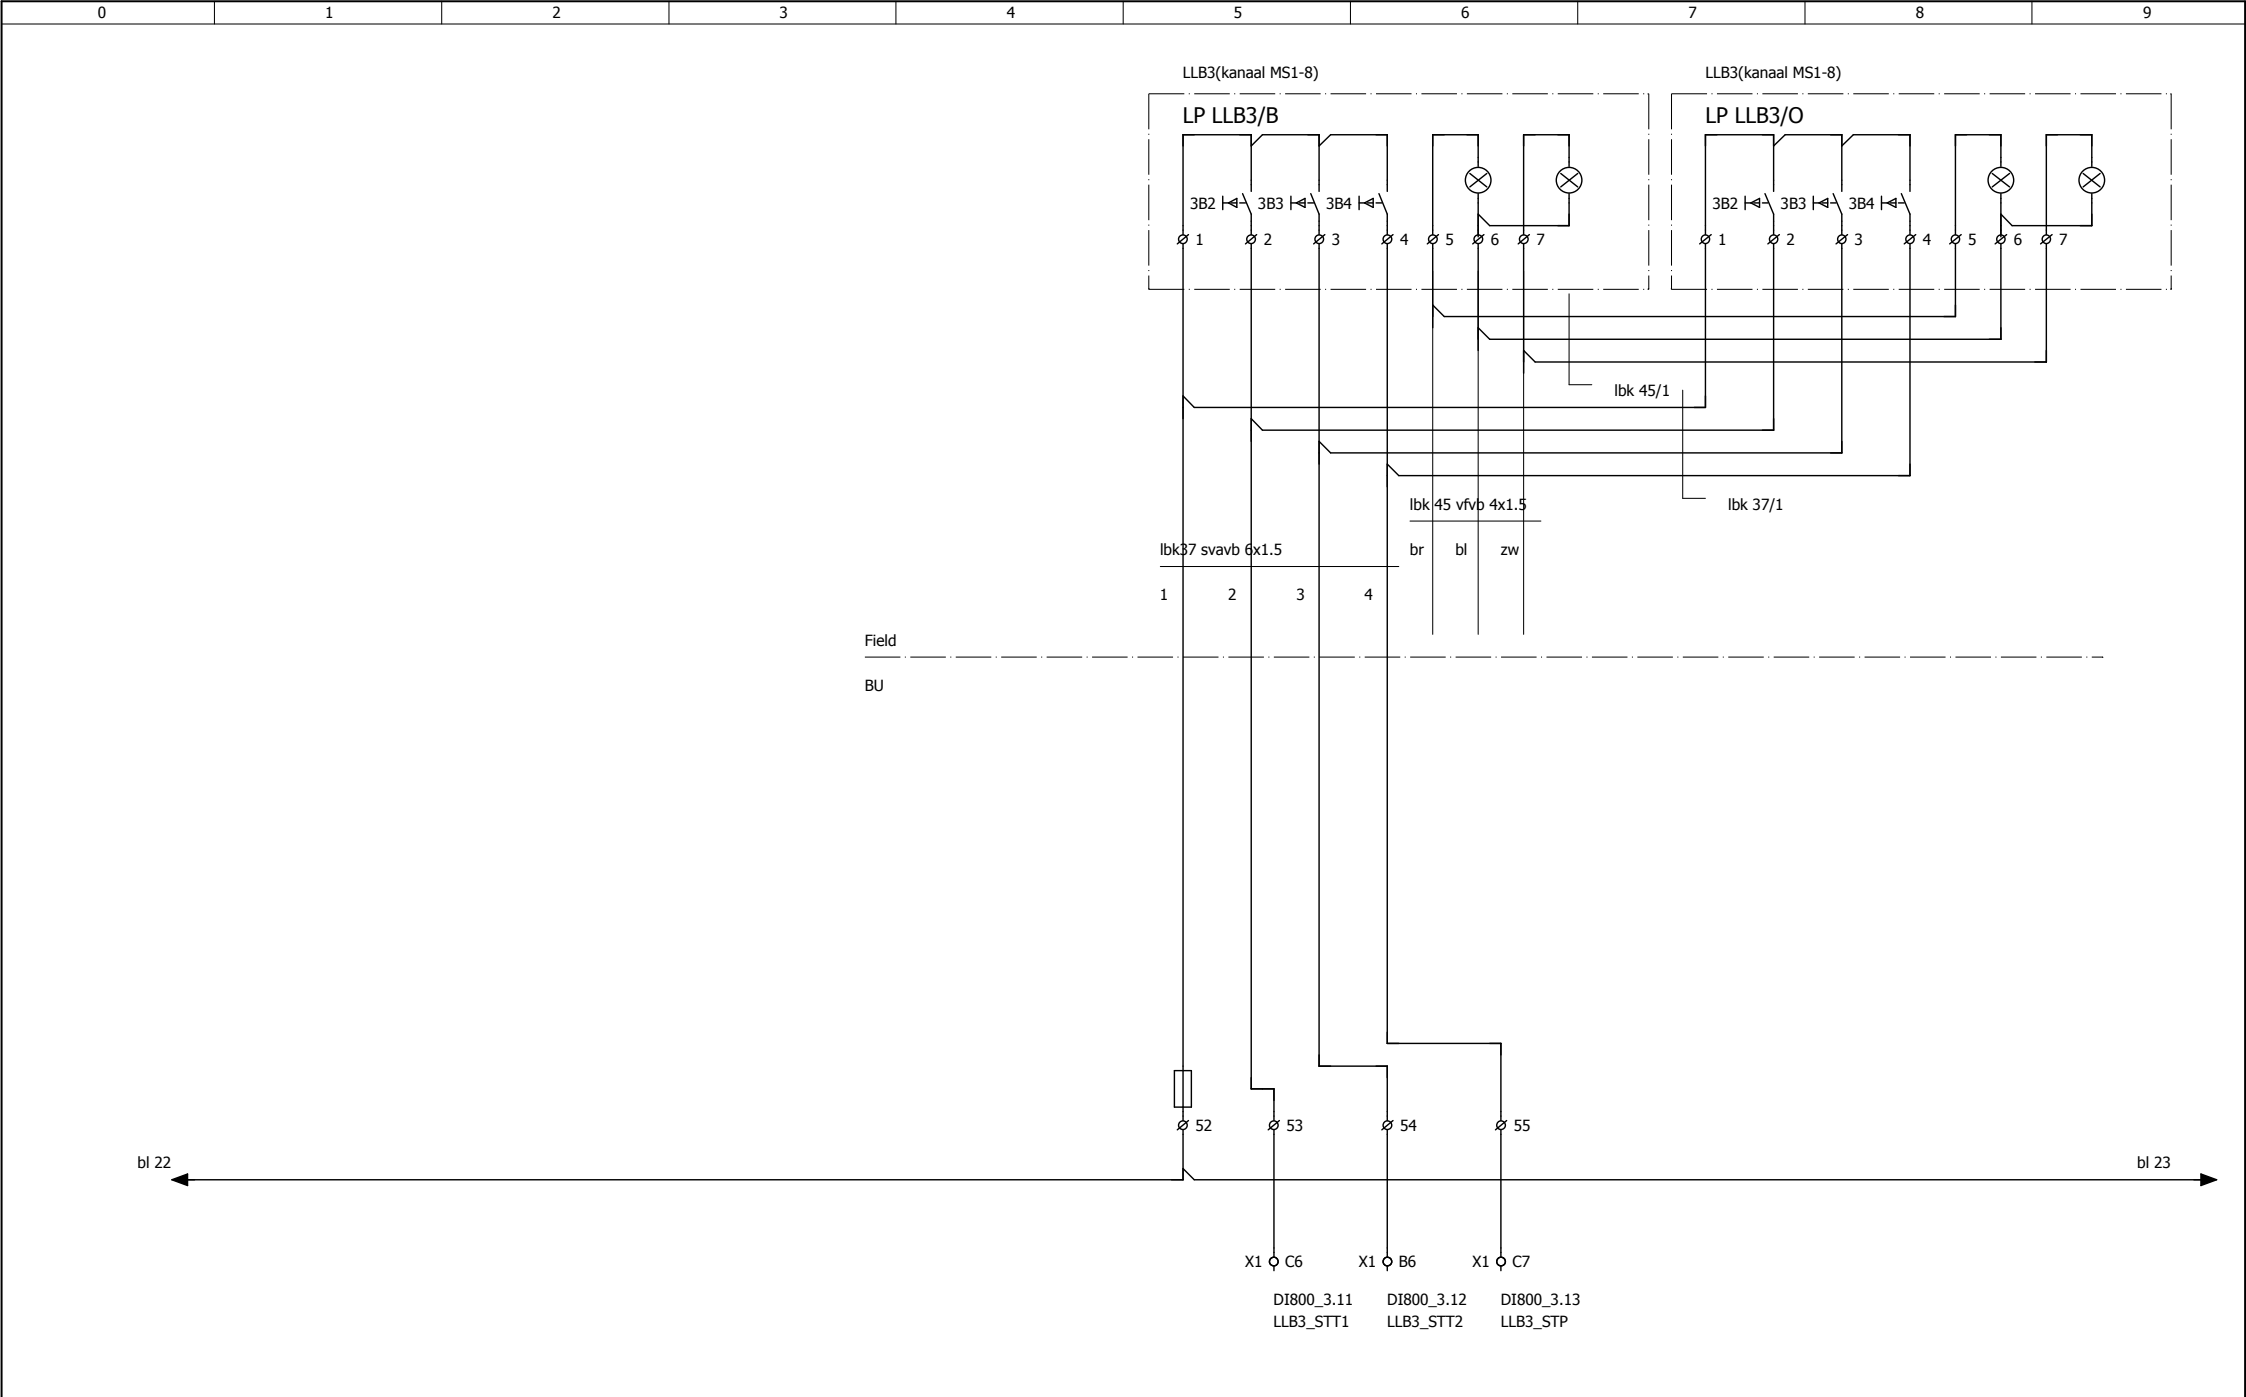 0 1 2 3 4 5 6 7 8 9
LLB3(kanaal MS1-8) LLB3(kanaal MS1-8)
LP LLB3/B LP LLB3/O
3B2 3B3 3B4 3B2 3B3 3B4
1 2 3 4 5 6 7 1 2 3 4 5 6 7
lbk 45/1
lbk 45 vfvb 4x1.5 lbk 37/1
lbk37 svavb 6x1.5 br bl zw
1 2 3 4
Field
BU
52 53 54 55
bl 22 bl 23
X1 C6 X1 B6 X1 C7
DI800_3.11 DI800_3.12 DI800_3.13
LLB3_STT1 LLB3_STT2 LLB3_STP